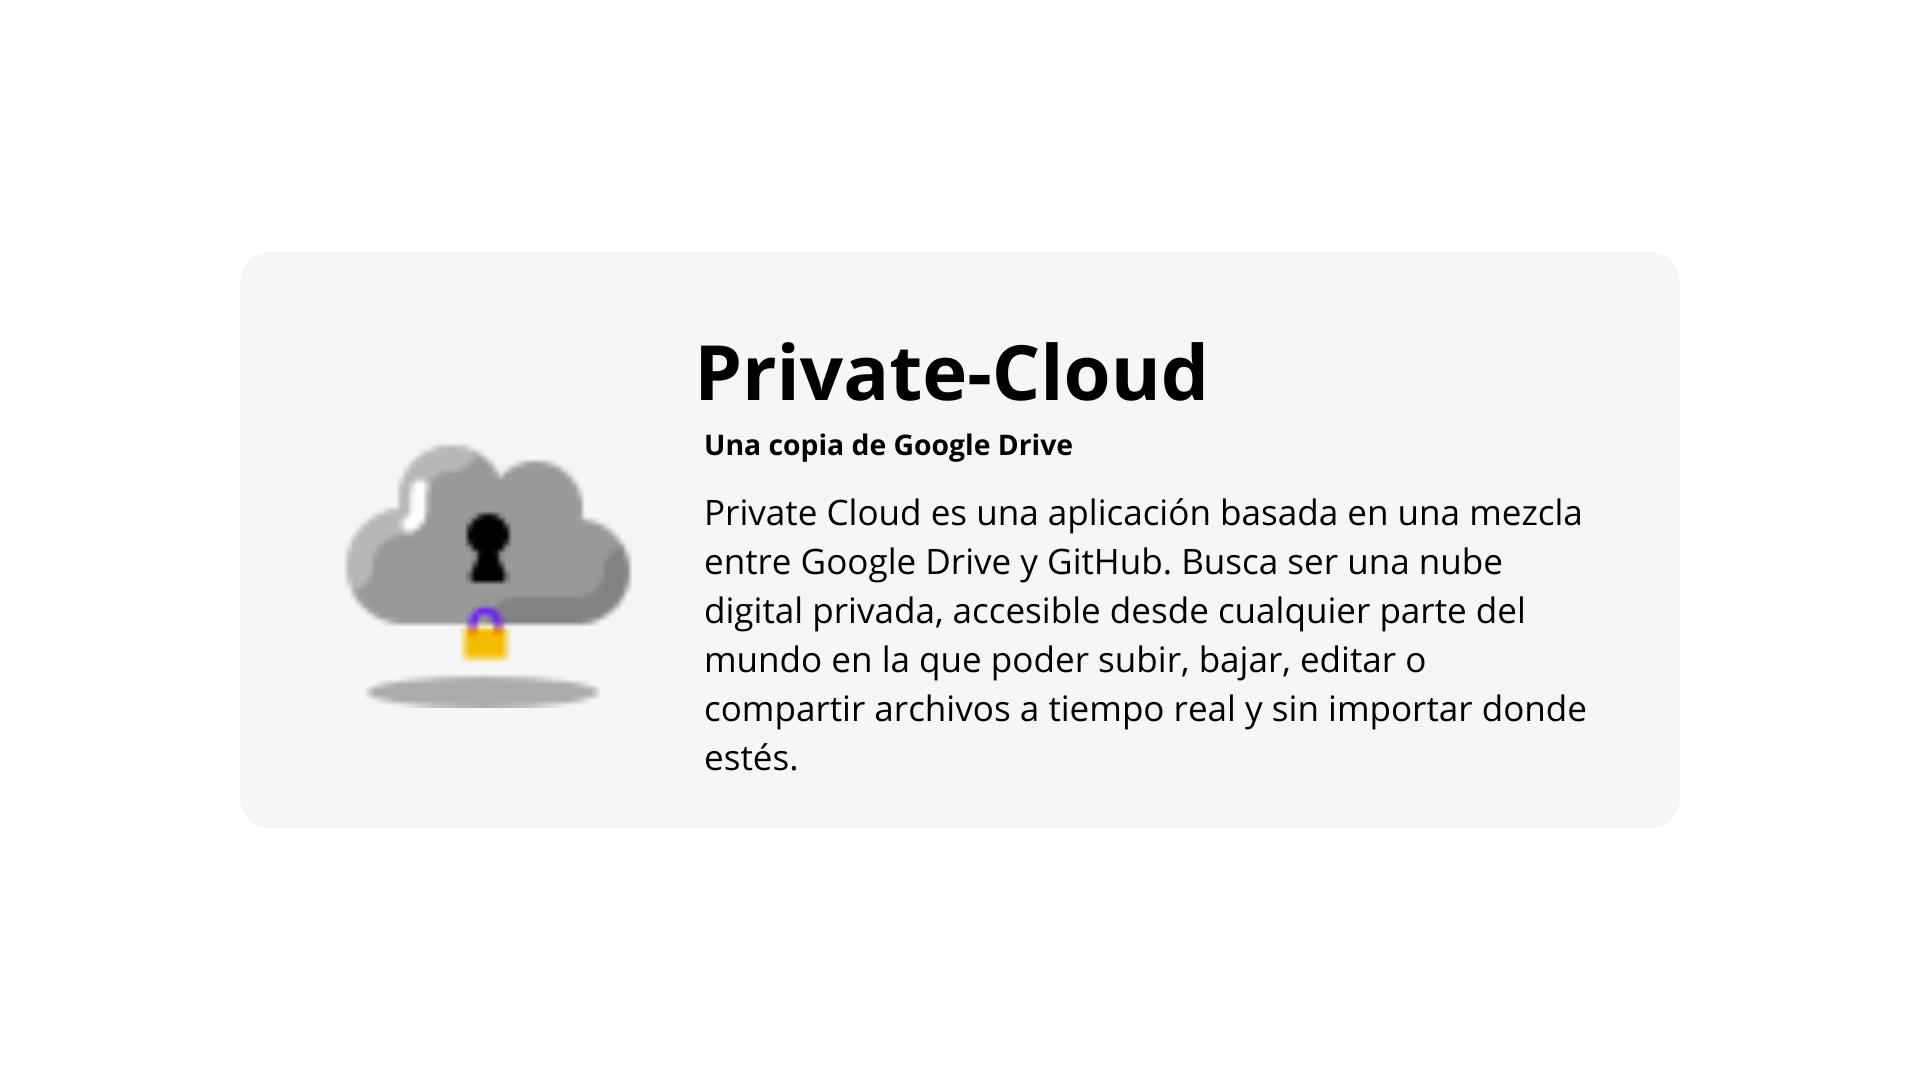 Private-Cloud
Una copia de Google Drive
Private Cloud es una aplicación basada en una mezcla
entre Google Drive y GitHub. Busca ser una nube
digital privada, accesible desde cualquier parte del
mundo en la que poder subir, bajar, editar o
compartir archivos a tiempo real y sin importar donde
estés.